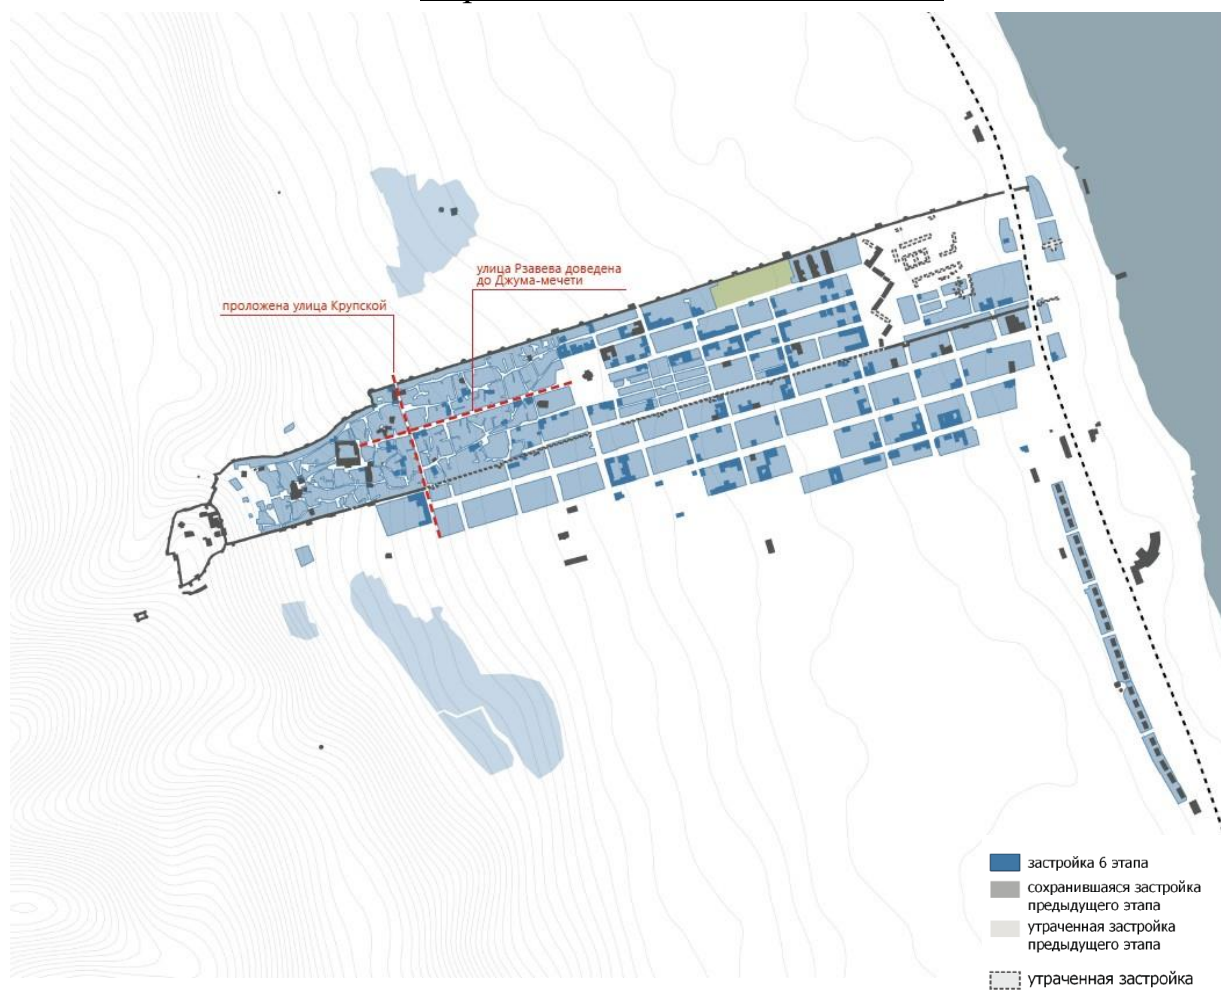 улица Рзавева доведена
до Джума-мечети
проложена улица Крупской
застройка 6 этапа
сохранившаяся застройка
предыдущего этапа
утраченная застройка
предыдущего этапа
утраченная застройка